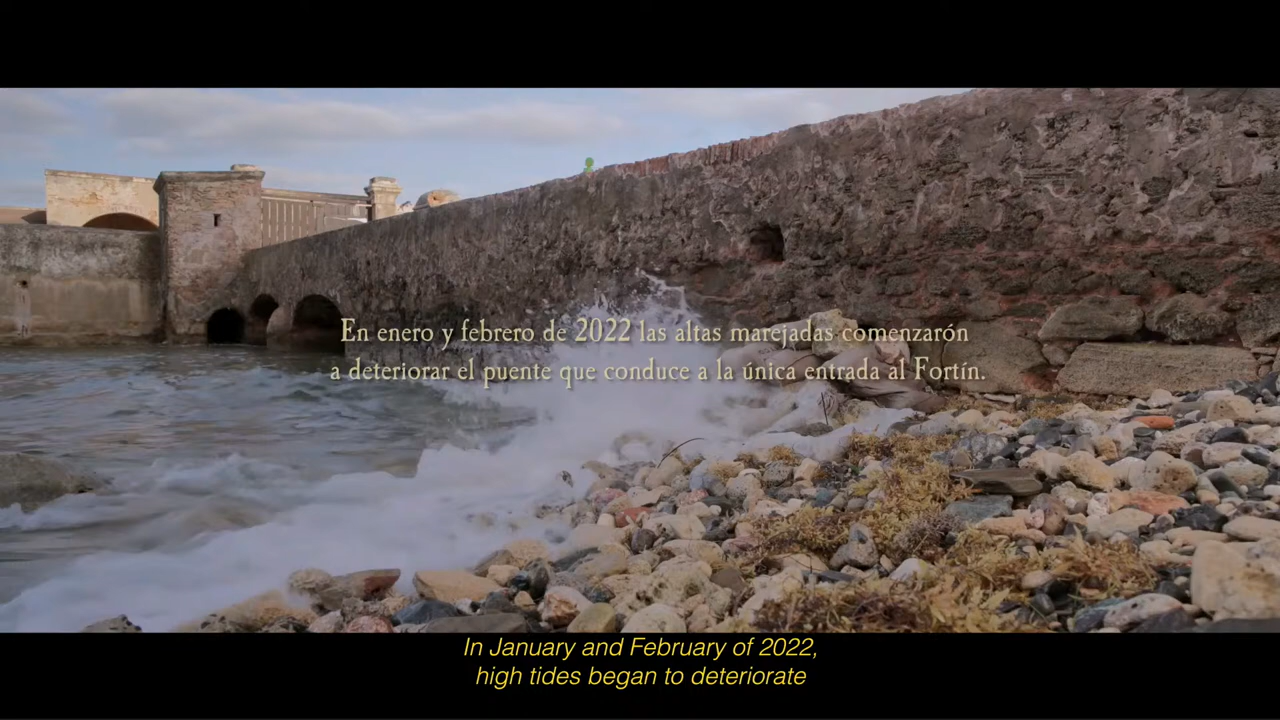 En enero y febrero de 2022 las altas marejadas comenzarón
a deteriorar el puente que conduce a la única entrada al Fortín.
In January and February of 2022,
high tides began to deteriorate